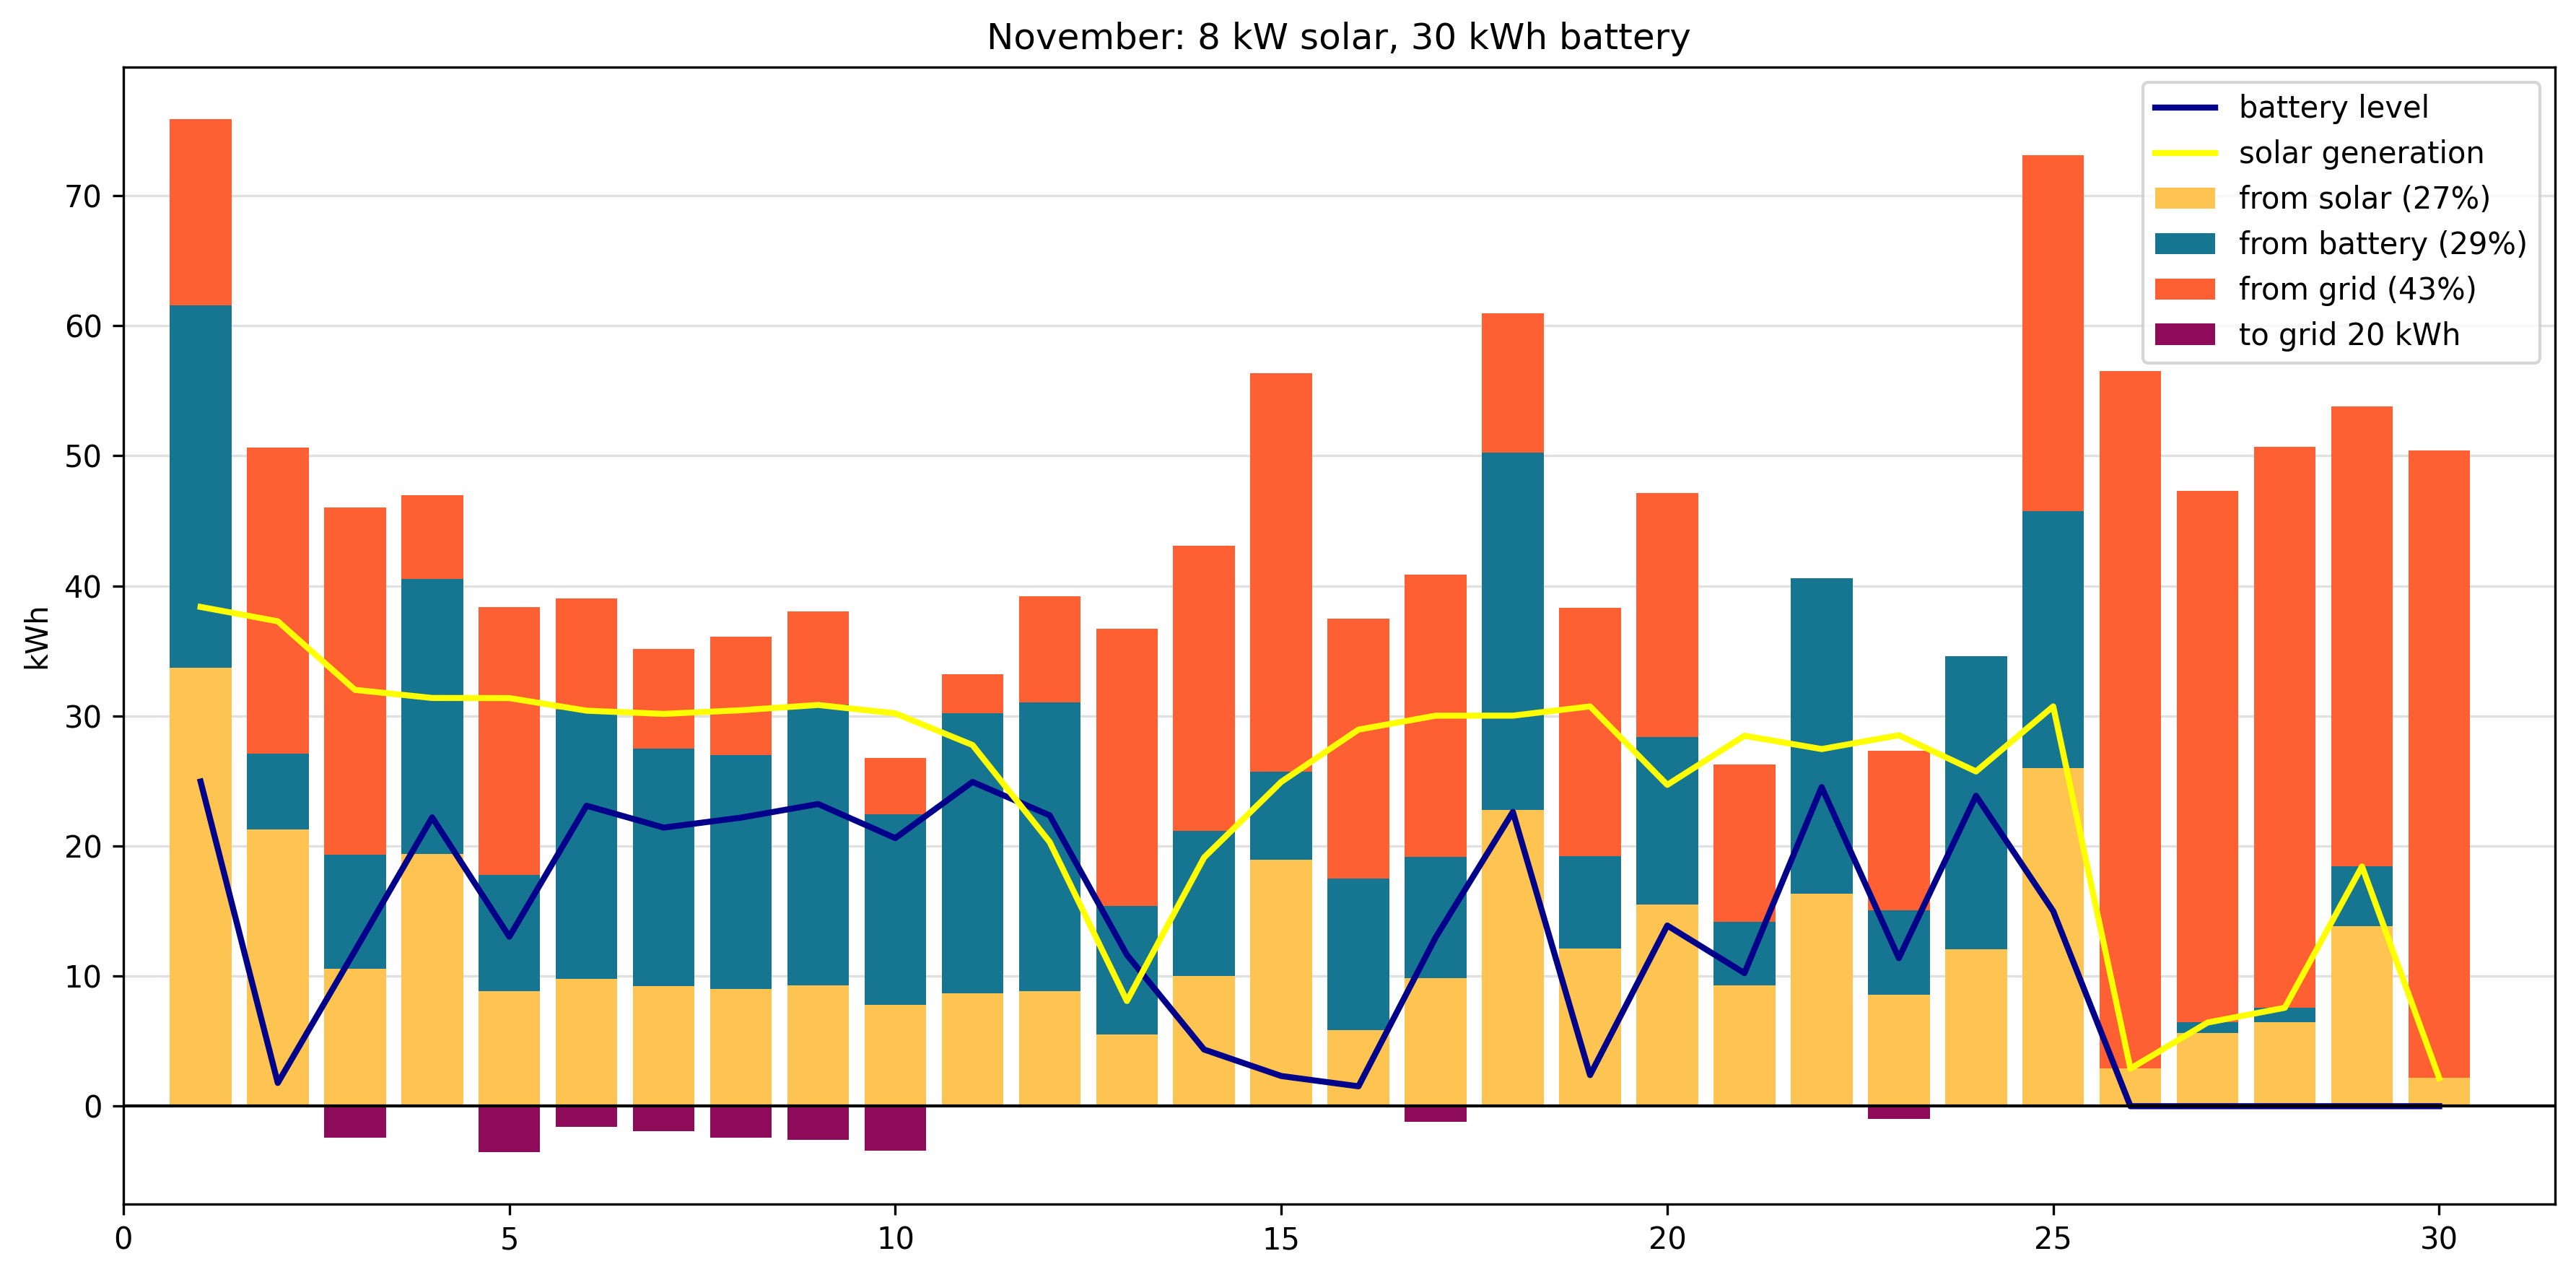 November: 8 kW solar, 30 kWh battery
battery level
solar generation
from solar (27%)
from battery (29%)
from grid (43%)
to grid 20 kWh
kWh
70
60
50
40
30
20
10
0
0 5 10 15 20 25 30